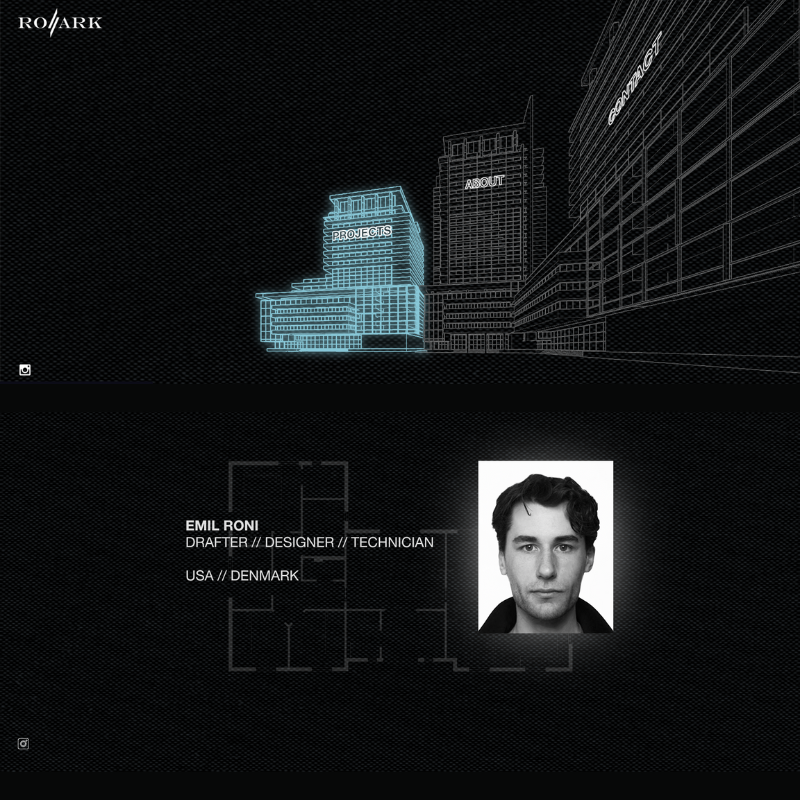 RO//ARK
CONTACT
ABOUT
PROJECTS
EMIL RONI
DRAFTER // DESIGNER // TECHNICIAN
USA // DENMARK